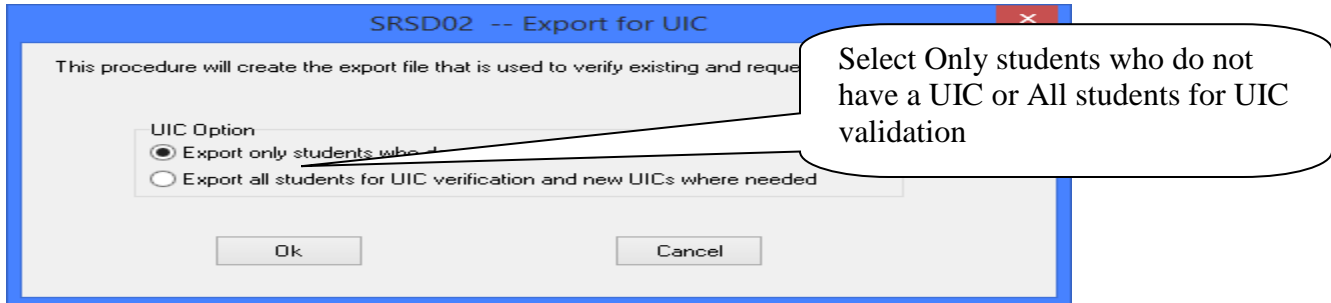 SRSD02 -- Export for UIC
This procedure will create the export file that is used to verify existing and
Select Only students who do not
have a UIC or All students for UIC
validation
UIC Option
Export only students who
Export all students for UIC verification and new UICs where needed
Ok
Cancel